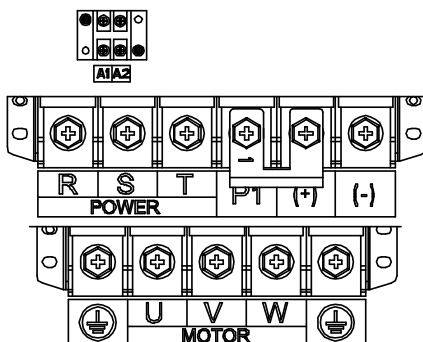 A1 A2
R S T P1 (+) (-)
POWER
U V W
MOTOR